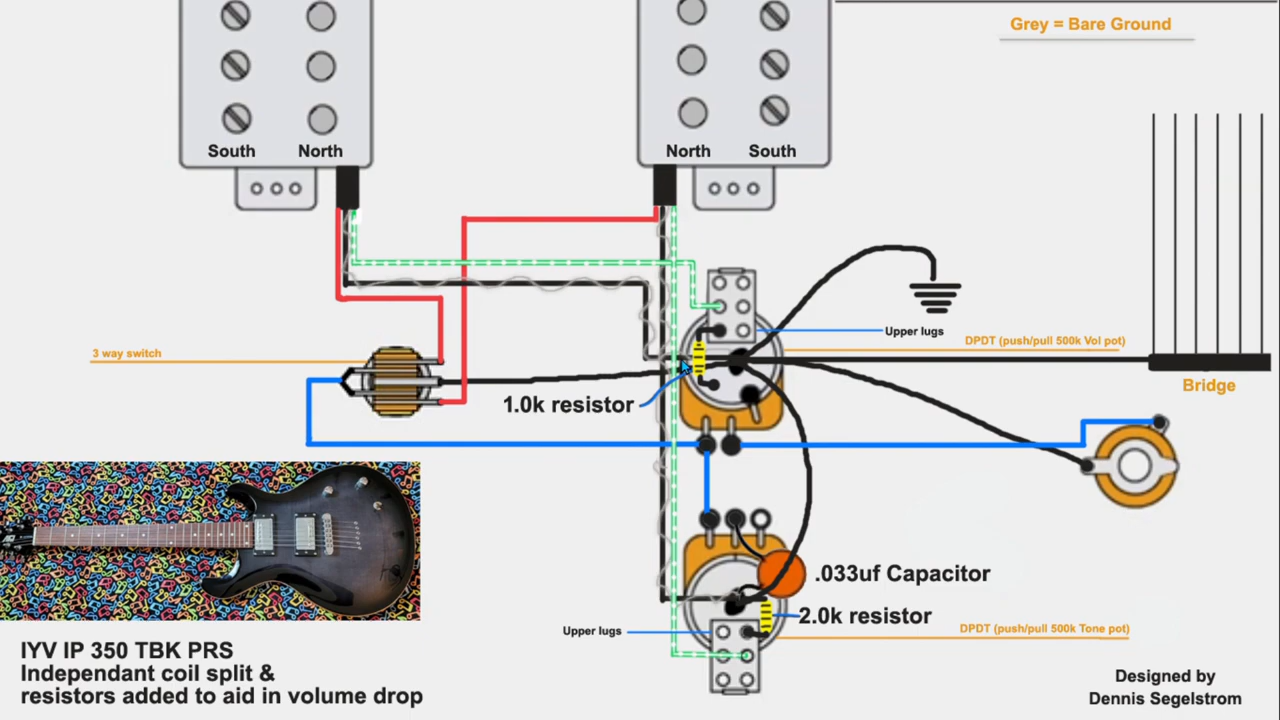 Grey = Bare Ground
South
North
North
South
Upper lugs
DPDT (push/pull 500k Vol pot)
3 way switch
Bridge
1.0k resistor
.033uf Capacitor
2.0k resistor
Upper lugs
DPDT (push/pull 500k Tone pot)
IYV IP 350 TBK PRS
Independant coil split &
resistors added to aid in volume drop
Designed by
Dennis Segelstrom